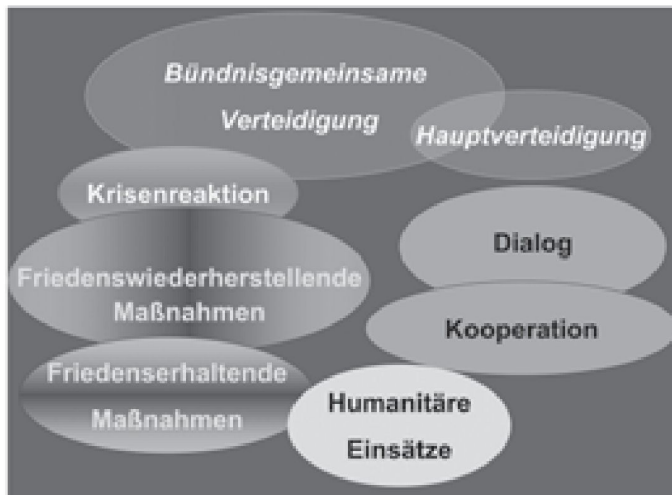 Bündnisgemeinsame
Verteidigung
Hauptverteidigung
Krisenreaktion
Dialog
Friedenswiederherstellende
Maßnahmen
Kooperation
Friedenserhaltende
Maßnahmen
Humanitäre
Einsätze